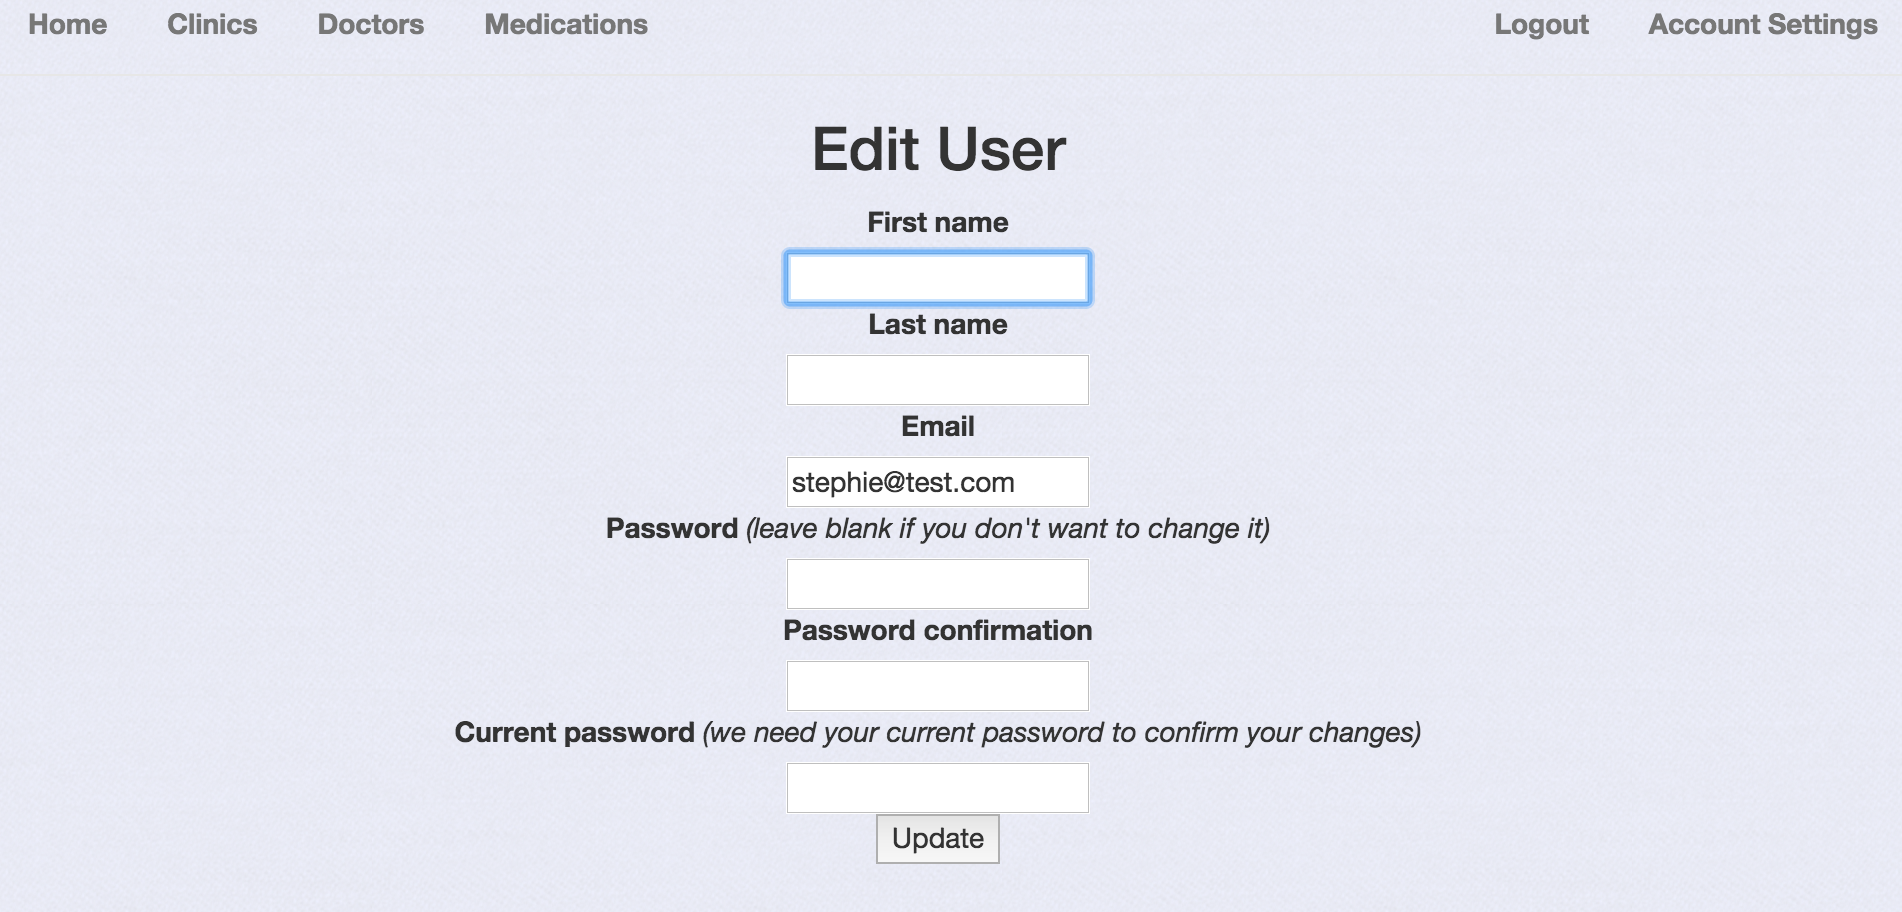 Home Clinics Doctors Medications Logout Account Settings
Edit User
First name
Last name
Email
stephie@test.com
Password (leave blank if you don't want to change it)
Password confirmation
Current password (we need your current password to confirm your changes)
Update